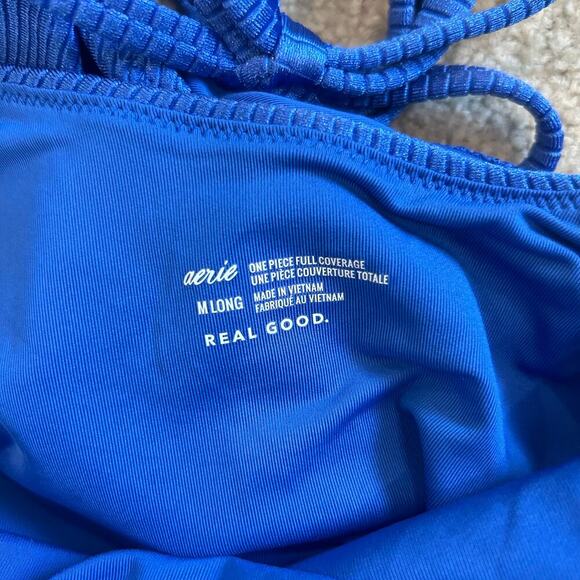 aerie ONE PIECE FULL COVERAGE
UNE PIÈCE COUVERTURE TOTALE
M LONG MADE IN VIETNAM
FABRIQUÉ AU VIETNAM
REAL GOOD.